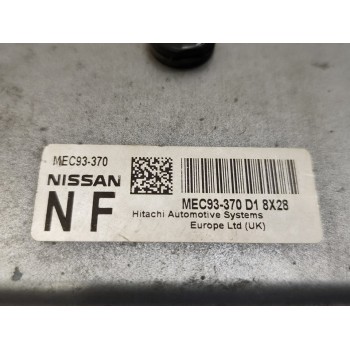 MEC93-370
NISSAN
N F
MEC93-370 D1 8X28
Hitachi Automotive Systems
Europe Ltd (UK)